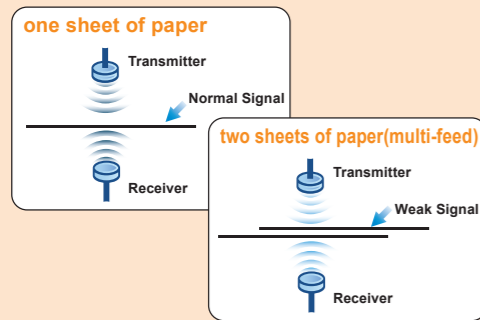 one sheet of paper
Transmitter
Normal Signal
Receiver
two sheets of paper(multi-feed)
Transmitter
Weak Signal
Receiver